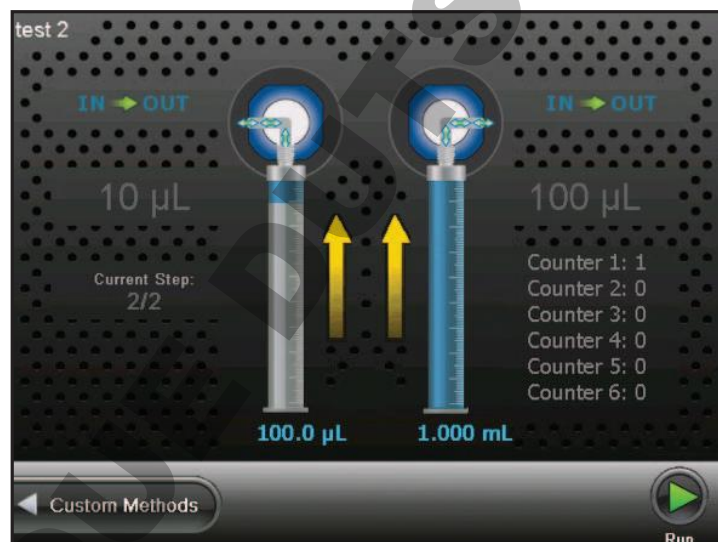 test 2
IN OUT
IN OUT
10 µL
100 µL
Current Step:
2/2
Counter 1: 1
Counter 2: 0
Counter 3: 0
Counter 4: 0
Counter 5: 0
Counter 6: 0
100.0 µL
1.000 mL
Custom Methods
Run